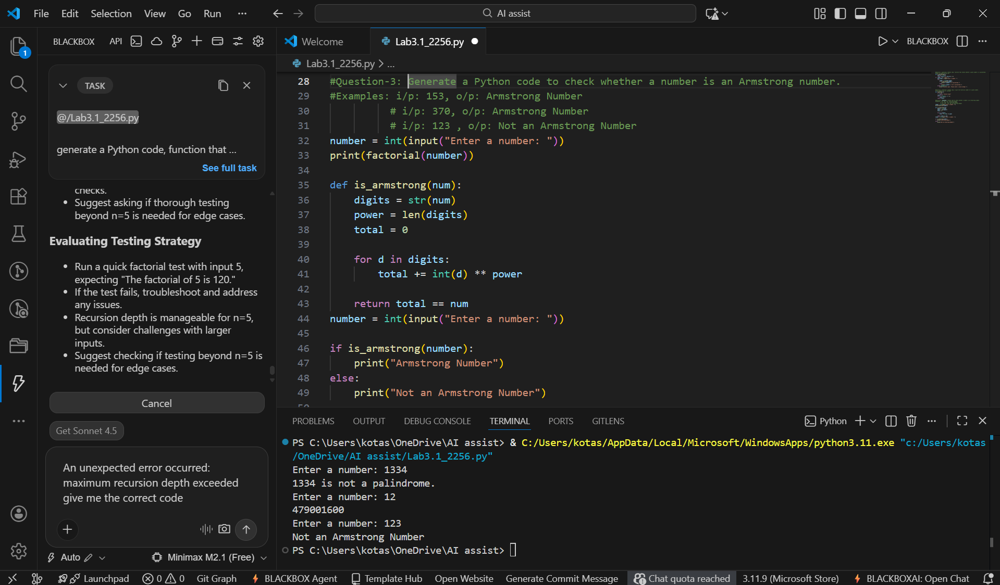 File Edit Selection View Go Run ··· AI assist
BLACKBOX API
Welcome Lab3.1_2256.py BLACKBOX
1
Lab3.1_2256.py > ...
TASK
@/Lab3.1_2256.py
generate a Python code, function that ...
See full task
checks.
• Suggest asking if thorough testing
beyond n=5 is needed for edge cases.
Evaluating Testing Strategy
• Run a quick factorial test with input 5,
expecting "The factorial of 5 is 120."
• If the test fails, troubleshoot and address
any issues.
• Recursion depth is manageable for n=5,
but consider challenges with larger
inputs.
• Suggest checking if testing beyond n=5 is
needed for edge cases.
Cancel
Get Sonnet 4.5
An unexpected error occurred:
maximum recursion depth exceeded
give me the correct code
Auto Minimax M2.1 (Free)
28 #Question-3: Generate a Python code to check whether a number is an Armstrong number.
29 #Examples: i/p: 153, o/p: Armstrong Number
30 # i/p: 370, o/p: Armstrong Number
31 # i/p: 123 , o/p: Not an Armstrong Number
32 number = int(input("Enter a number: "))
33 print(factorial(number))
34
35 def is_armstrong(num):
36 digits = str(num)
37 power = len(digits)
38 total = 0
39
40 for d in digits:
41 total += int(d) ** power
42
43 return total == num
44 number = int(input("Enter a number: "))
45
46 if is_armstrong(number):
47 print("Armstrong Number")
48 else:
49 print("Not an Armstrong Number")
50
PROBLEMS OUTPUT DEBUG CONSOLE TERMINAL PORTS GITLENS Python
PS C:\Users\kotas\OneDrive\AI assist> & C:/Users/kotas/AppData/Local/Microsoft/WindowsApps/python3.11.exe "c:/Users/kotas
/OneDrive/AI assist/Lab3.1_2256.py"
Enter a number: 1334
1334 is not a palindrome.
Enter a number: 12
479001600
Enter a number: 123
Not an Armstrong Number
PS C:\Users\kotas\OneDrive\AI assist>
Launchpad 0 0 Git Graph BLACKBOX Agent Template Hub Open Website Generate Commit Message Chat quota reached 3.11.9 (Microsoft Store) BLACKBOXAI: Open Chat